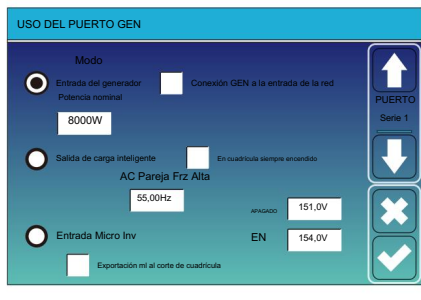 USO DEL PUERTO GEN
Modo
Entrada del generador
Conexión GEN a la entrada de la red
Potencia nominal
8000W
PUERTO
Serie 1
Salida de carga inteligente
En cuadrícula siempre encendido
AC Pareja Frz Alta
55,00Hz
APAGADO
151,0V
Entrada Micro Inv
EN
154,0V
Exportación ml al corte de cuadrícula